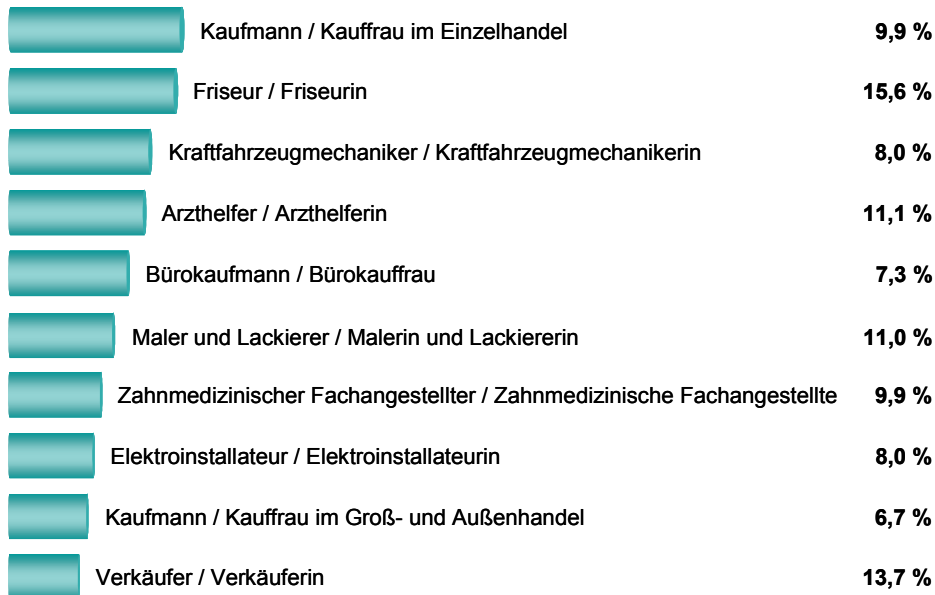 Kaufmann / Kauffrau im Einzelhandel 9,9 %
Friseur / Friseurin 15,6 %
Kraftfahrzeugmechaniker / Kraftfahrzeugmechanikerin 8,0 %
Arzthelfer / Arzthelferin 11,1 %
Bürokaufmann / Bürokauffrau 7,3 %
Maler und Lackierer / Malerin und Lackiererin 11,0 %
Zahnmedizinischer Fachangestellter / Zahnmedizinische Fachangestellte 9,9 %
Elektroinstallateur / Elektroinstallateurin 8,0 %
Kaufmann / Kauffrau im Groß- und Außenhandel 6,7 %
Verkäufer / Verkäuferin 13,7 %